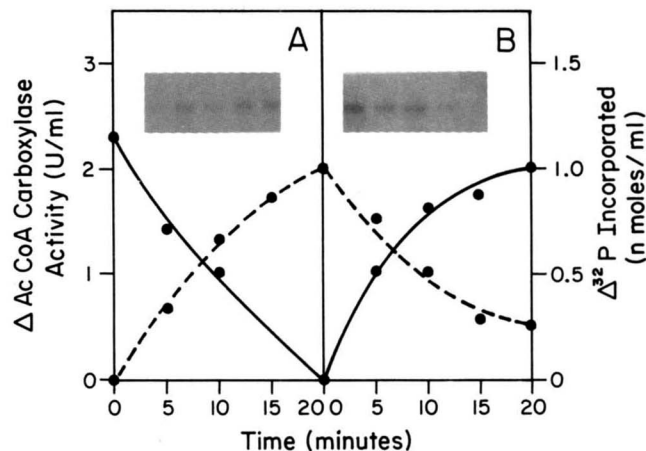 A
B
3
2
1
0
Δ Ac CoA Carboxylase
Activity (U/ml)
1.5
1.0
0.5
0
Δ³²P Incorporated
(n moles/ml)
0 5 10 15 20 0 5 10 15 20
Time (minutes)